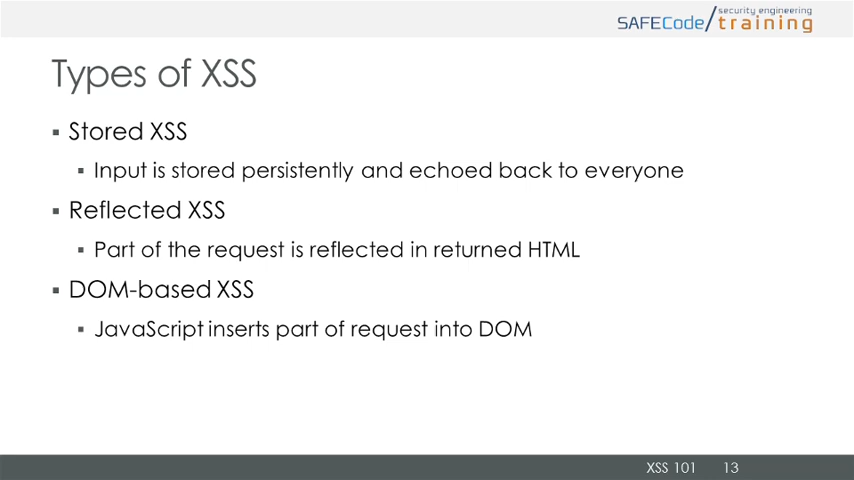 SAFECode/ security engineering
training
Types of XSS
▪ Stored XSS
▪ Input is stored persistently and echoed back to everyone
▪ Reflected XSS
▪ Part of the request is reflected in returned HTML
▪ DOM-based XSS
▪ JavaScript inserts part of request into DOM
XSS 101 13